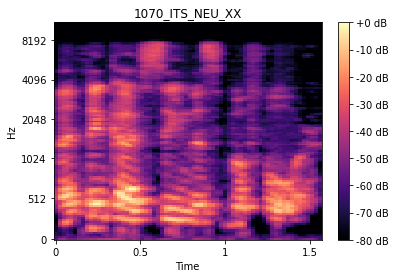 1070_ITS_NEU_XX
Hz
8192
4096
2048
1024
512
0
0
0.5
1
1.5
Time
+0 dB
-10 dB
-20 dB
-30 dB
-40 dB
-50 dB
-60 dB
-70 dB
-80 dB